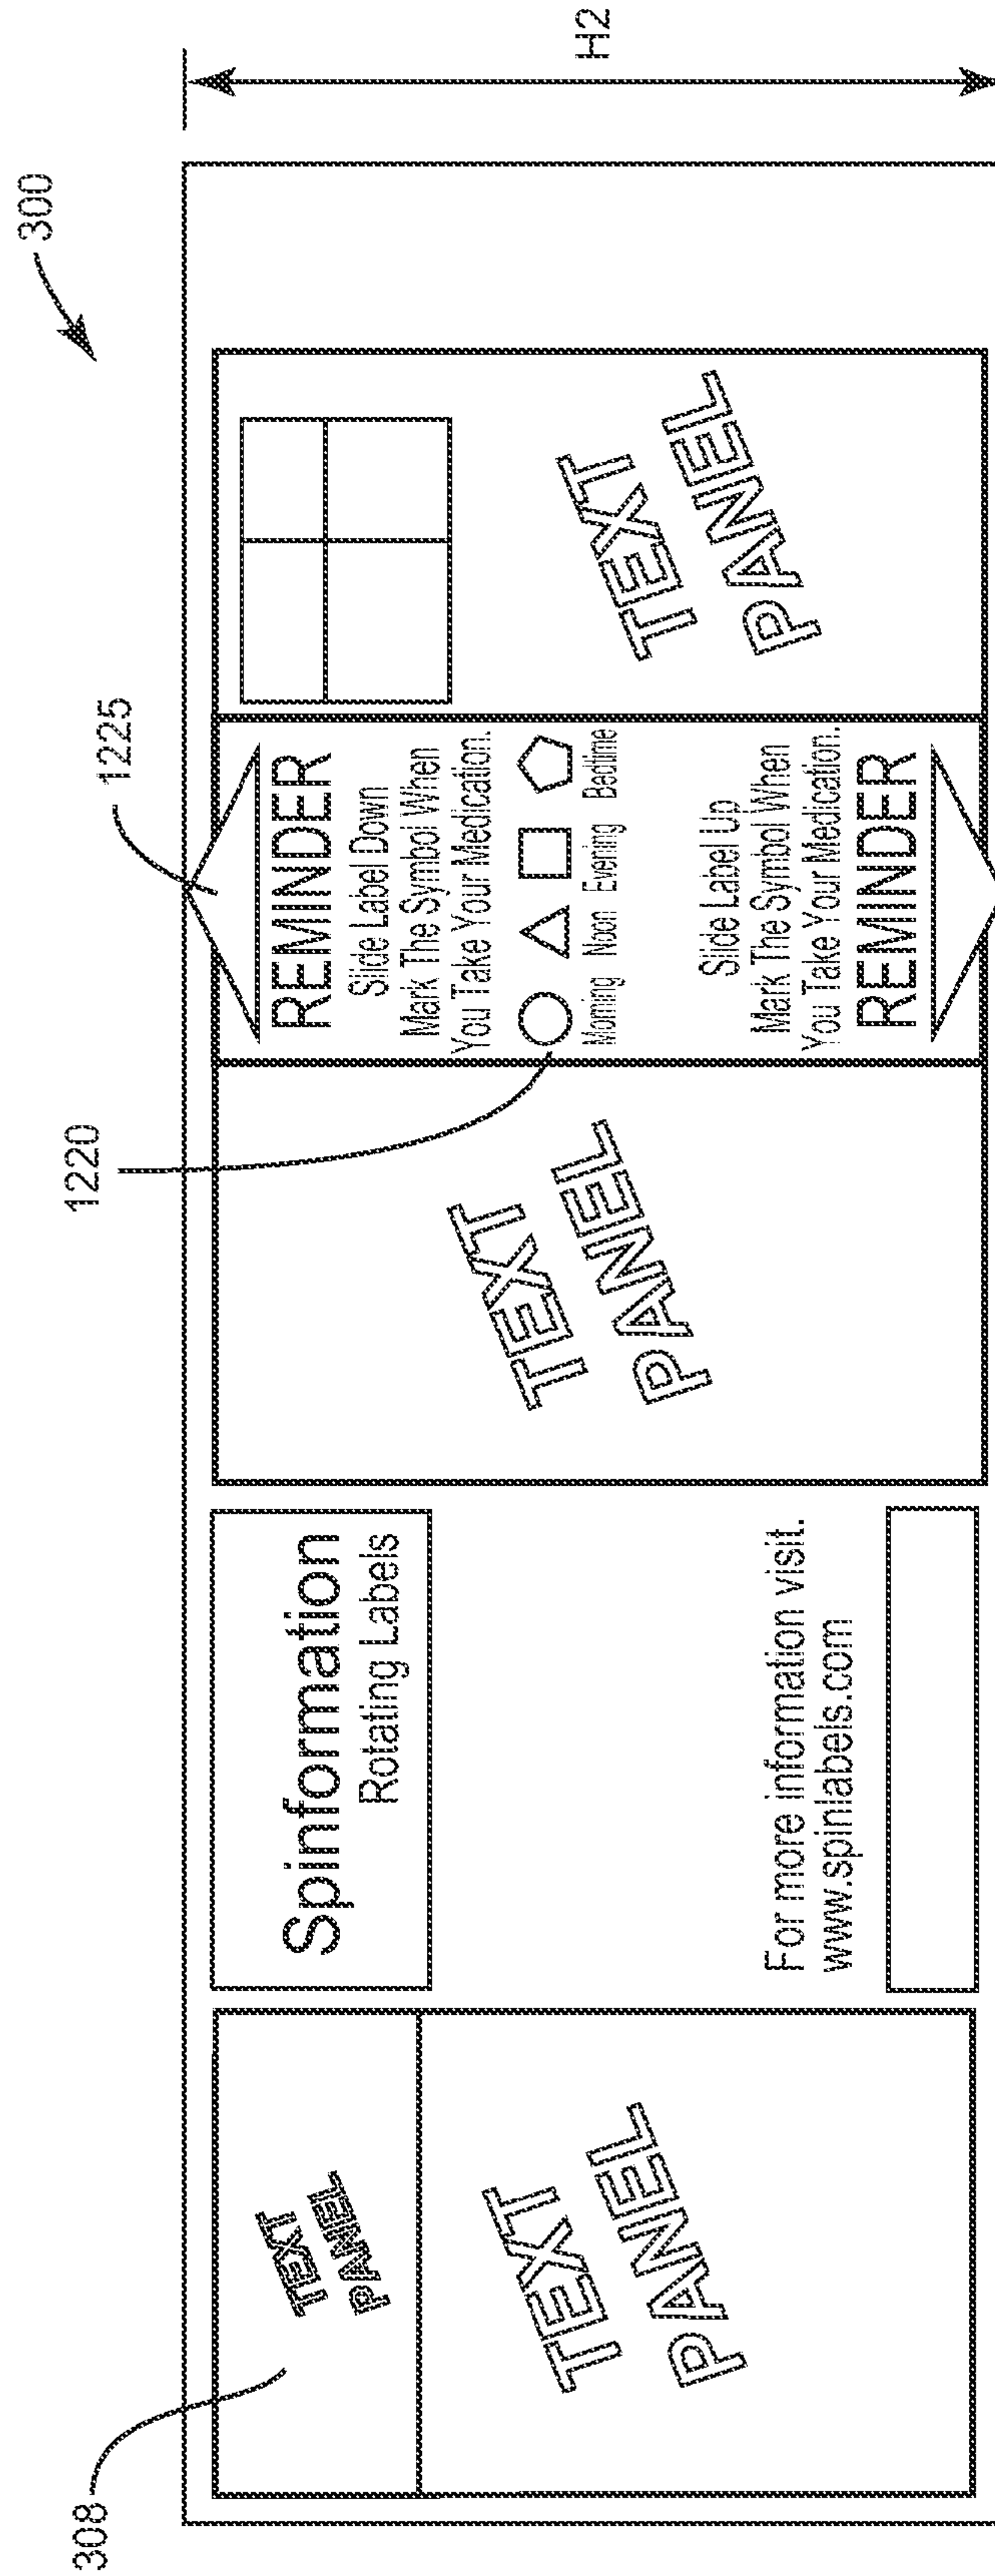 300
H2
308
1220
1225
TEXT
PANEL
TEXT
PANEL
Spinformation
Rotating Labels
For more information visit.
www.spinlabels.com
TEXT
PANEL
REMINDER
Slide Label Down
Mark The Symbol When
You Take Your Medication.
Morning Noon Evening Bedtime
Slide Label Up
Mark The Symbol When
You Take Your Medication.
REMINDER
TEXT
PANEL